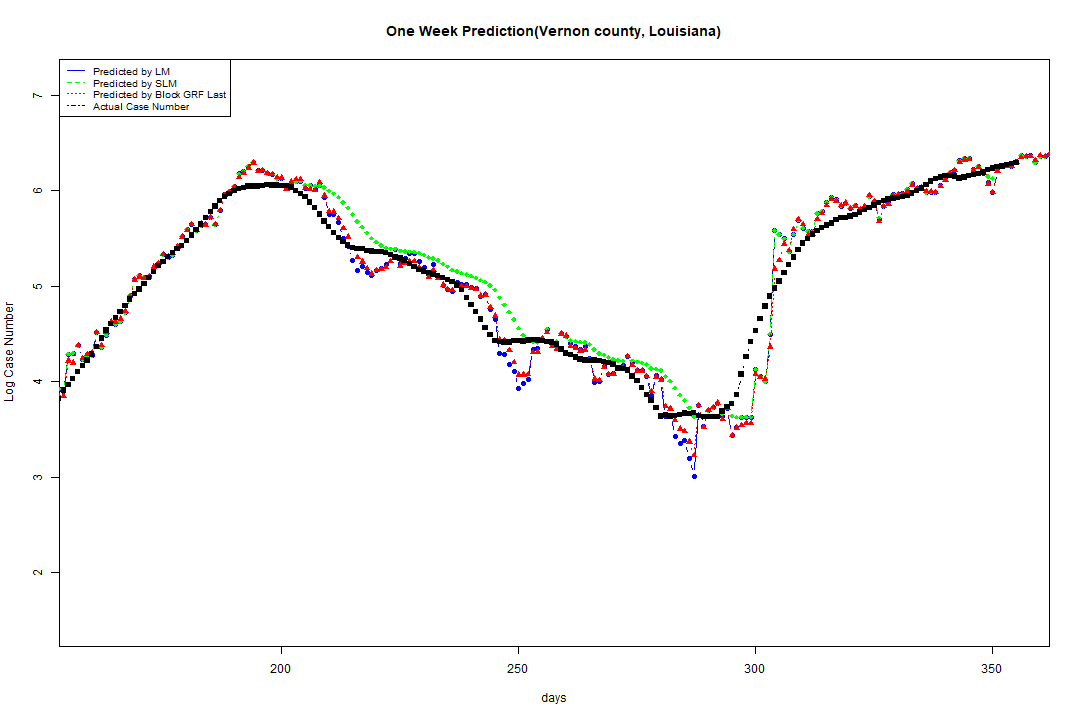 One Week Prediction(Vernon county, Louisiana)
Predicted by LM
Predicted by SLM
Predicted by Block GRF Last
Actual Case Number
7
6
5
4
3
2
Log Case Number
200 250 300 350
days